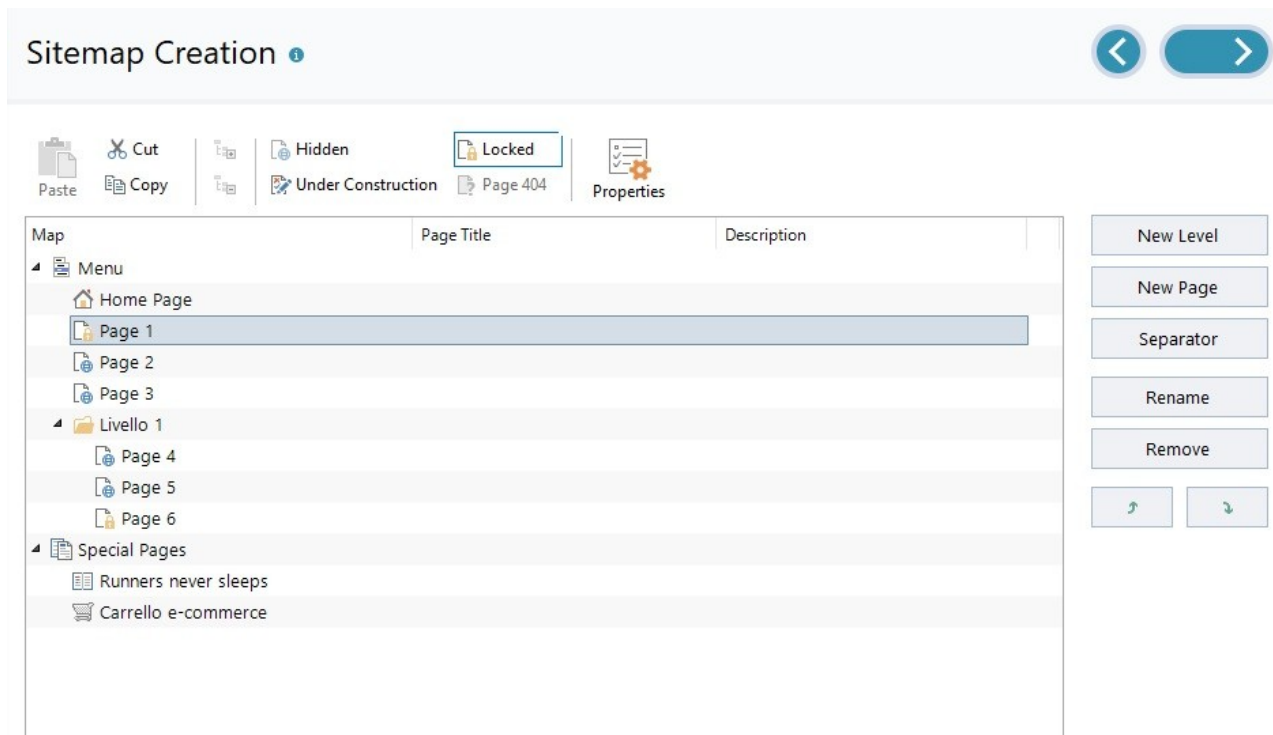 Sitemap Creation
Paste
Cut
Copy
Hidden
Under Construction
Locked
Page 404
Properties
Map Page Title Description
Menu
Home Page
Page 1
Page 2
Page 3
Livello 1
Page 4
Page 5
Page 6
Special Pages
Runners never sleeps
Carrello e-commerce
New Level
New Page
Separator
Rename
Remove